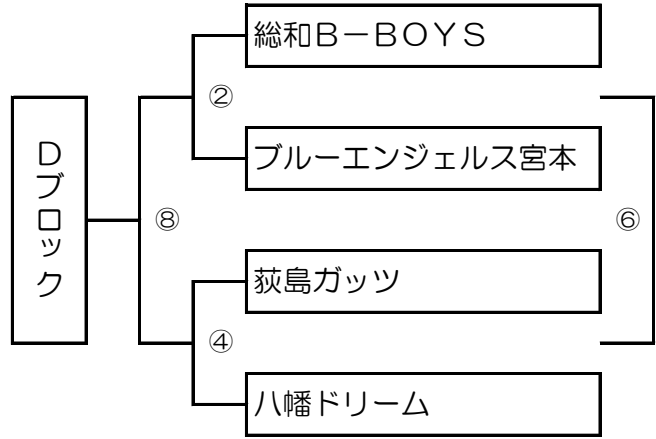 総和Ｂ－ＢＯＹＳ
②
ブルーエンジェルス宮本
Ｄブロック
⑧
⑥
荻島ガッツ
④
八幡ドリーム